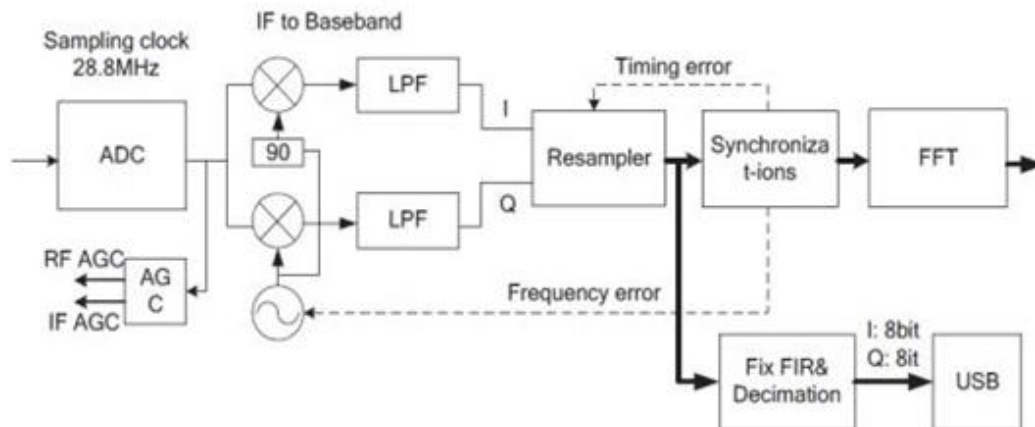 IF to Baseband
Sampling clock
28.8MHz
ADC
LPF
I
Timing error
90
Resampler
Synchronizat
t-ions
FFT
LPF
Q
RF AGC
AG
C
IF AGC
Frequency error
I: 8bit
Q: 8it
Fix FIR&
Decimation
USB